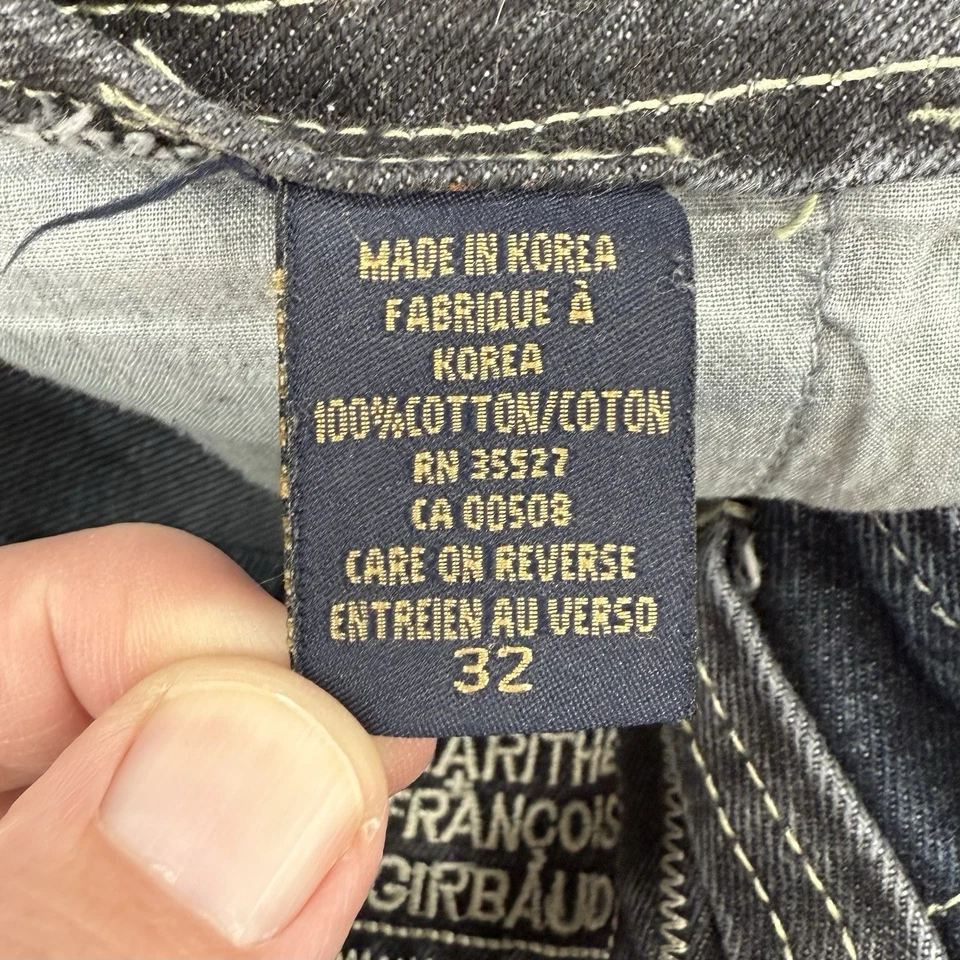 MADE IN KOREA
FABRIQUE À
KOREA
100%COTTON/COTON
RN 35527
CA 00508
CARE ON REVERSE
ENTREIEN AU VERSO
32
ARITHE
FRANÇOIS
GIRBAUD